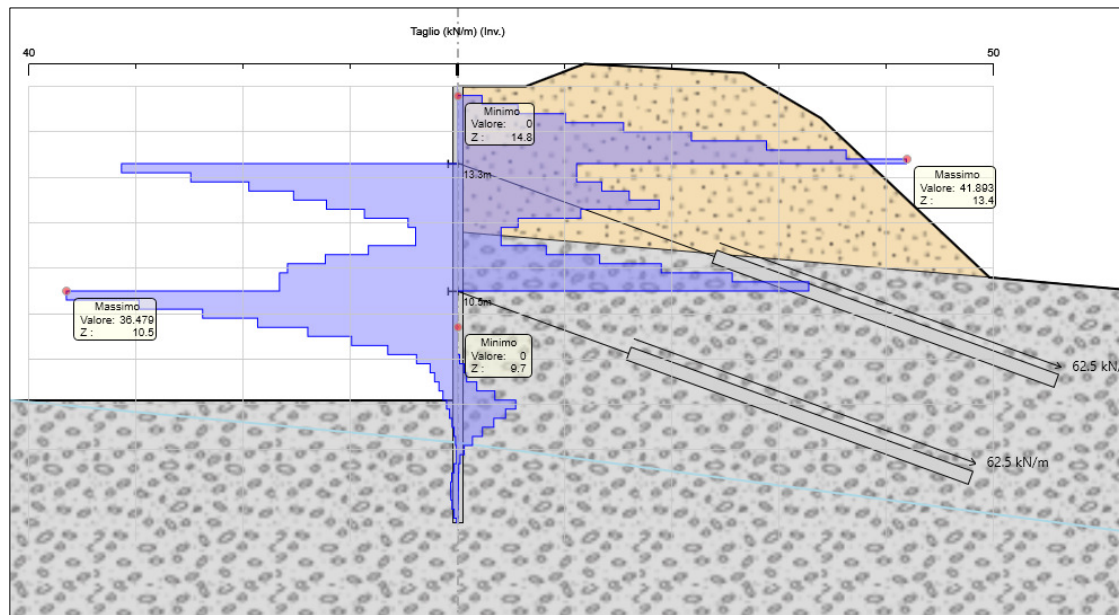 Taglio (kN/m) (Inv.)
40
50
Minimo
Valore: 0
Z : 14.8
13.3m
Massimo
Valore: 41.893
Z : 13.4
10.5m
Massimo
Valore: 36.479
Z : 10.5
Minimo
Valore: 0
Z : 9.7
62.5 kN/
62.5 kN/m